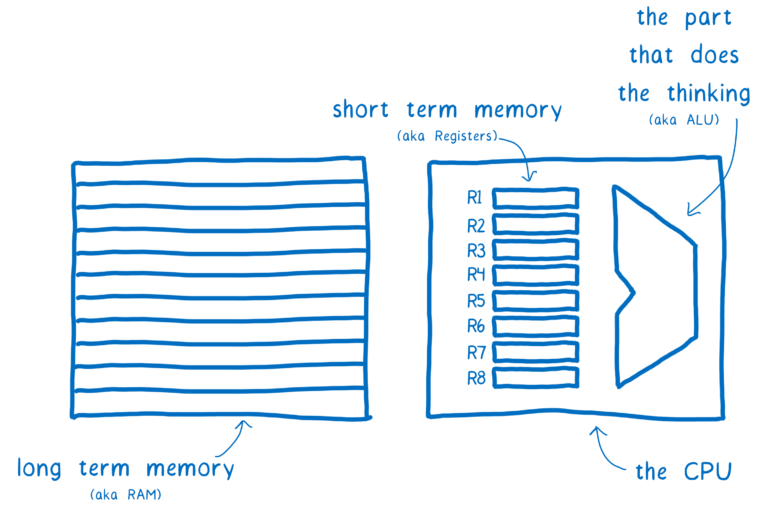 the part
that does
the thinking
(aka ALU)
short term memory
(aka Registers)
R1
R2
R3
R4
R5
R6
R7
R8
long term memory
(aka RAM)
the CPU